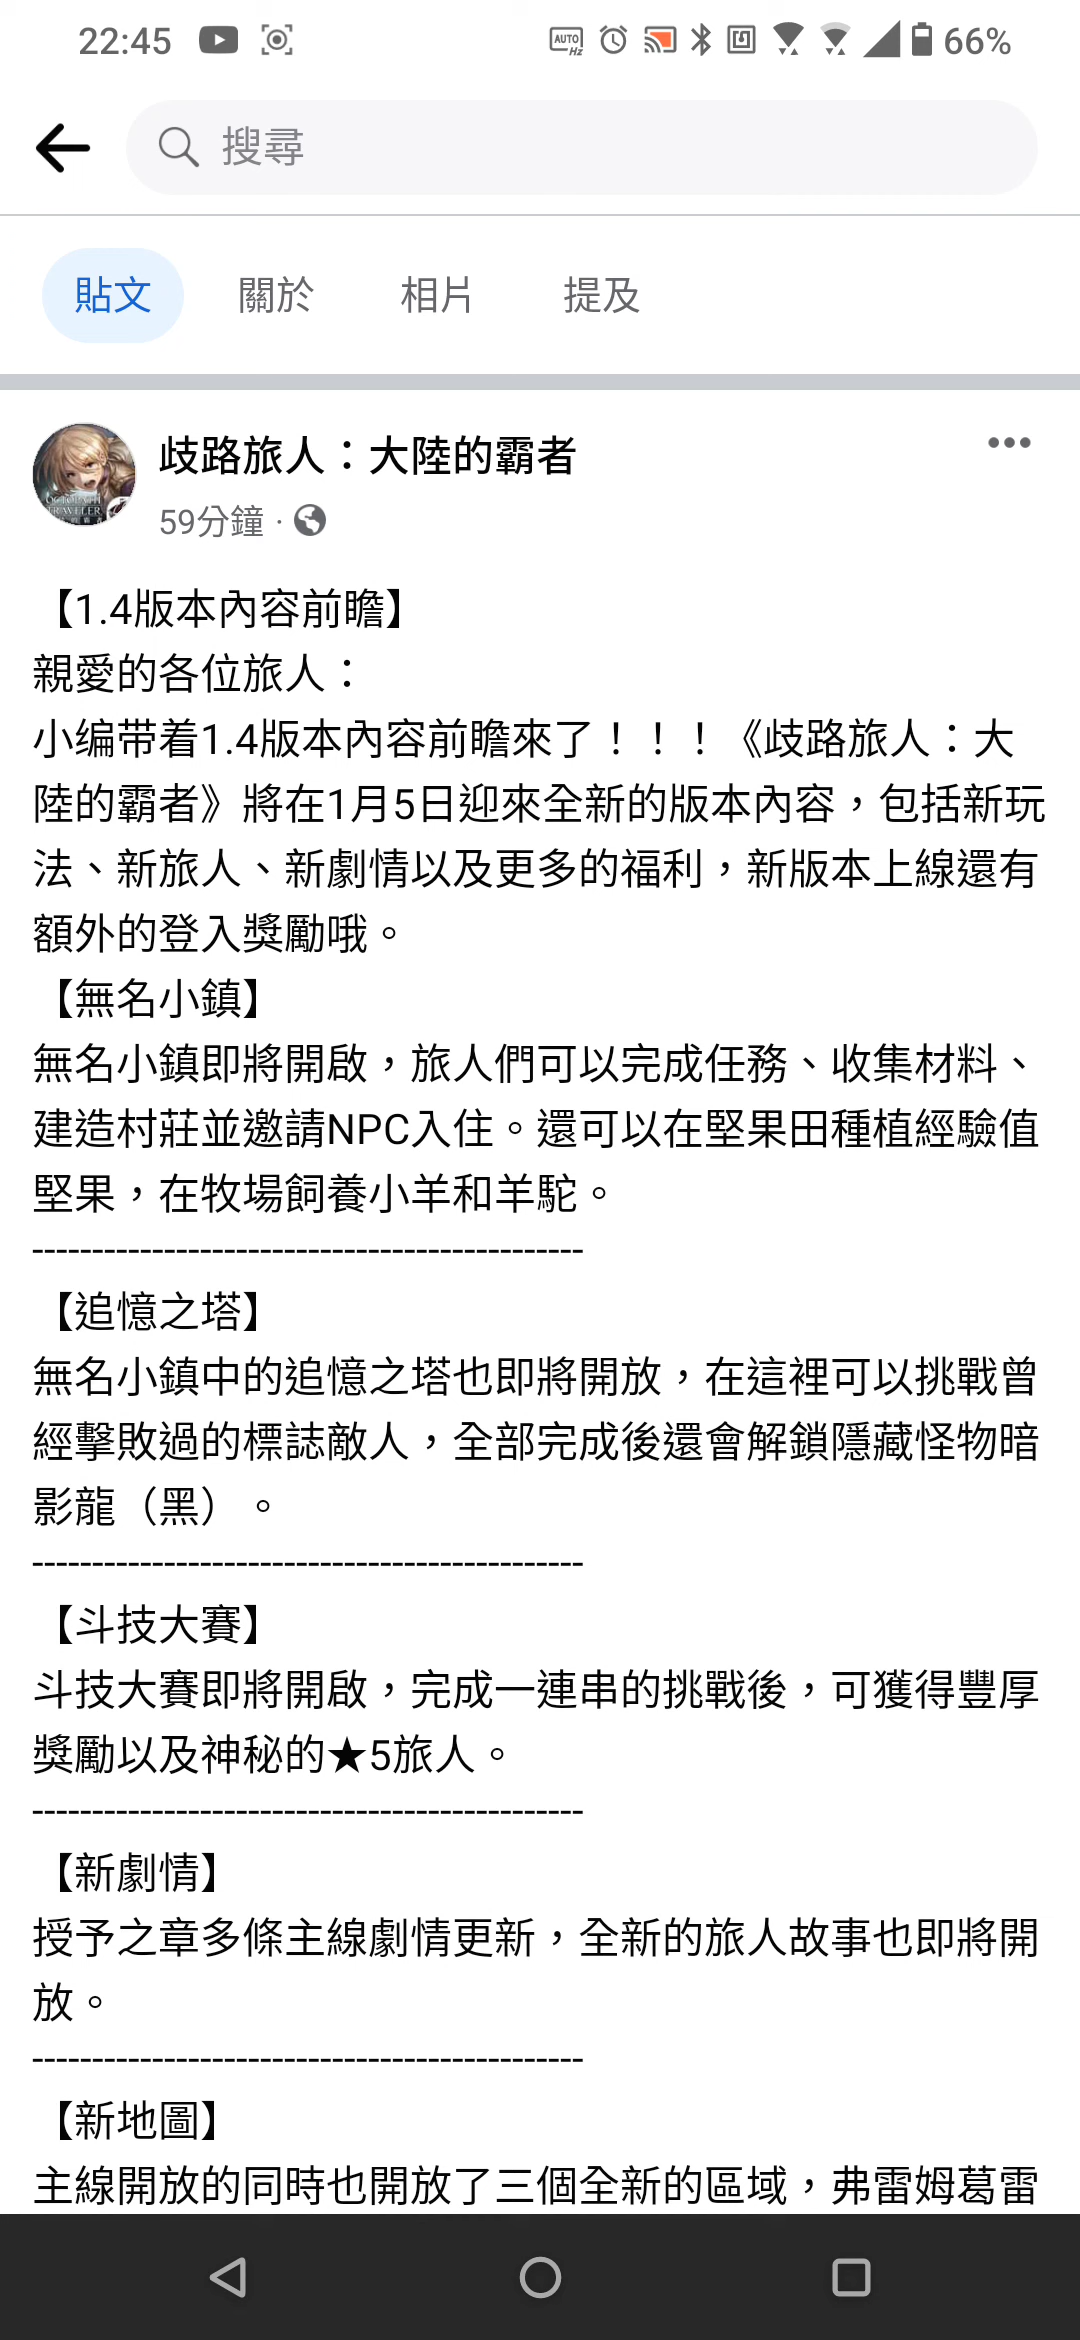 22:45
AUTO Hz
66%
搜尋
貼文 關於 相片 提及
歧路旅人：大陸的霸者
OCTOPATH
TRAVELER
59分鐘 ·
【1.4版本內容前瞻】
親愛的各位旅人：
小编带着1.4版本內容前瞻來了！！！《歧路旅人：大
陸的霸者》將在1月5日迎來全新的版本內容，包括新玩
法、新旅人、新劇情以及更多的福利，新版本上線還有
額外的登入獎勵哦。
【無名小鎮】
無名小鎮即將開啟，旅人們可以完成任務、收集材料、
建造村莊並邀請NPC入住。還可以在堅果田種植經驗值
堅果，在牧場飼養小羊和羊駝。
----------------------------------------------
【追憶之塔】
無名小鎮中的追憶之塔也即將開放，在這裡可以挑戰曾
經擊敗過的標誌敵人，全部完成後還會解鎖隱藏怪物暗
影龍（黑）。
----------------------------------------------
【斗技大賽】
斗技大賽即將開啟，完成一連串的挑戰後，可獲得豐厚
獎勵以及神秘的★5旅人。
----------------------------------------------
【新劇情】
授予之章多條主線劇情更新，全新的旅人故事也即將開
放。
----------------------------------------------
【新地圖】
主線開放的同時也開放了三個全新的區域，弗雷姆葛雷